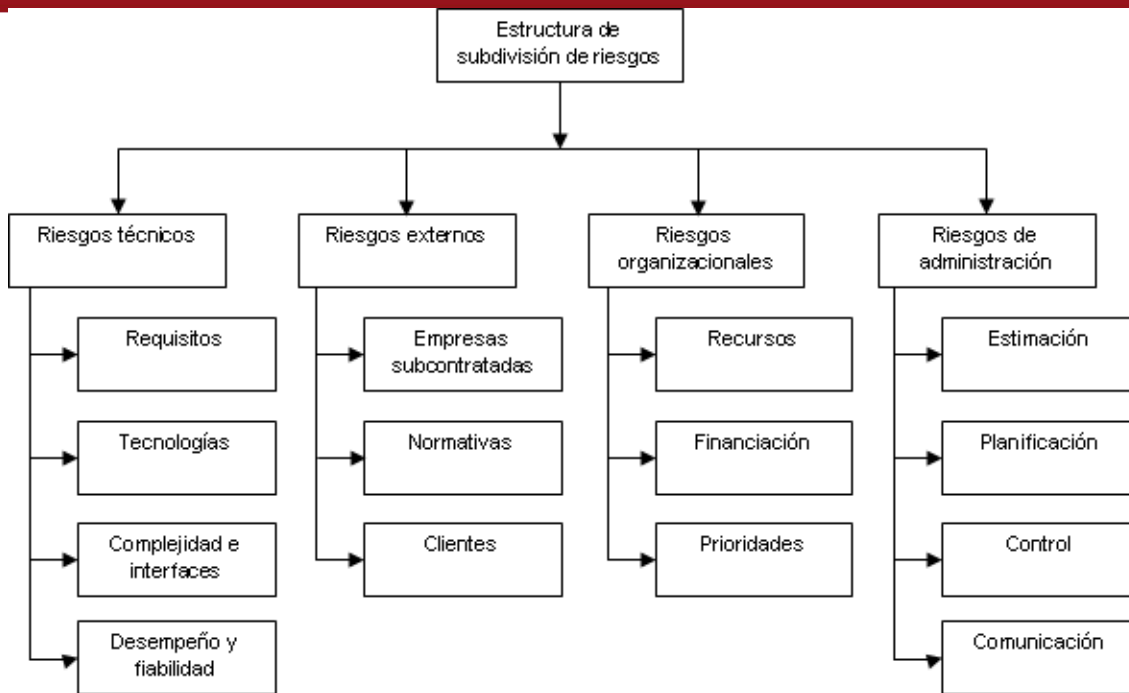 Estructura de
subdivisión de riesgos
Riesgos técnicos
Requisitos
Tecnologías
Complejidad e
interfaces
Desempeño y
fiabilidad
Riesgos externos
Empresas
subcontratadas
Normativas
Clientes
Riesgos
organizacionales
Recursos
Financiación
Prioridades
Riesgos de
administración
Estimación
Planificación
Control
Comunicación